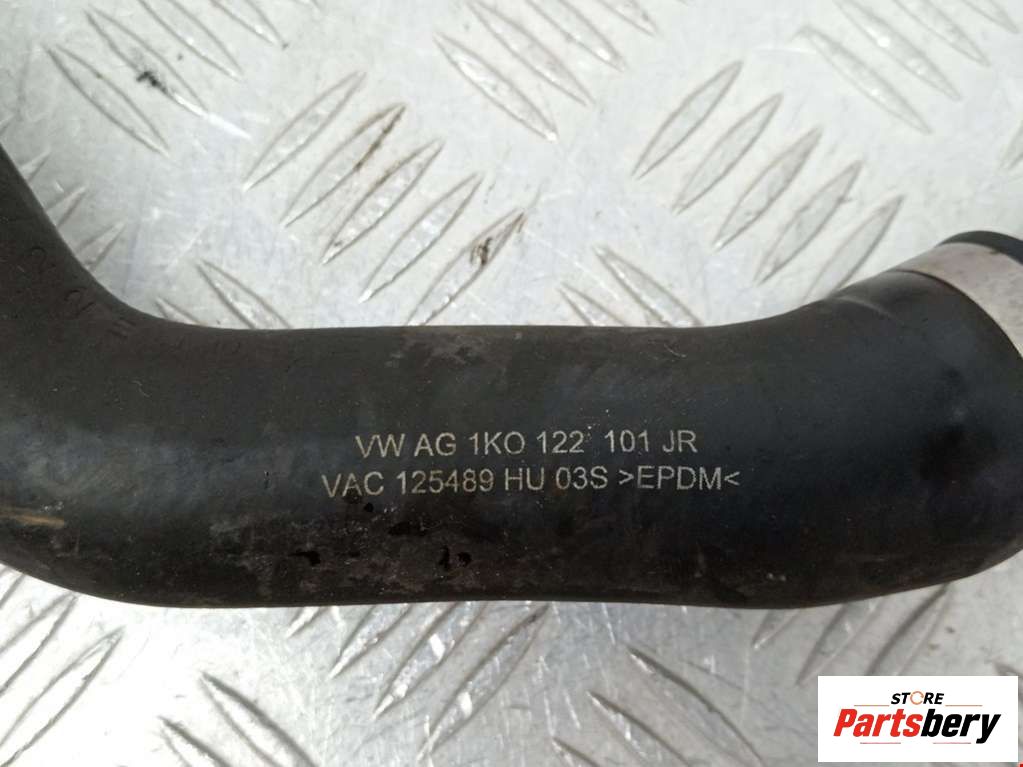 VW AG 1KO 122 101 JR
VAC 125489 HU 03S >EPDM<
STORE
Partsbery